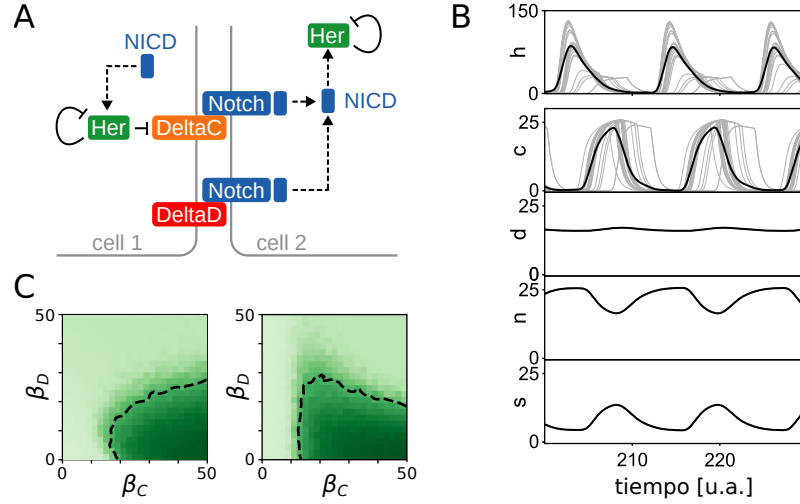 A
NICD
Her
DeltaC
Notch
NICD
Her
Notch
DeltaD
cell 1
cell 2
B
150
h
0
25
c
0
25
d
0
25
n
0
25
s
0
210
220
tiempo [u.a.]
C
50
β_D
0
0
50
β_C
50
β_D
0
0
50
β_C